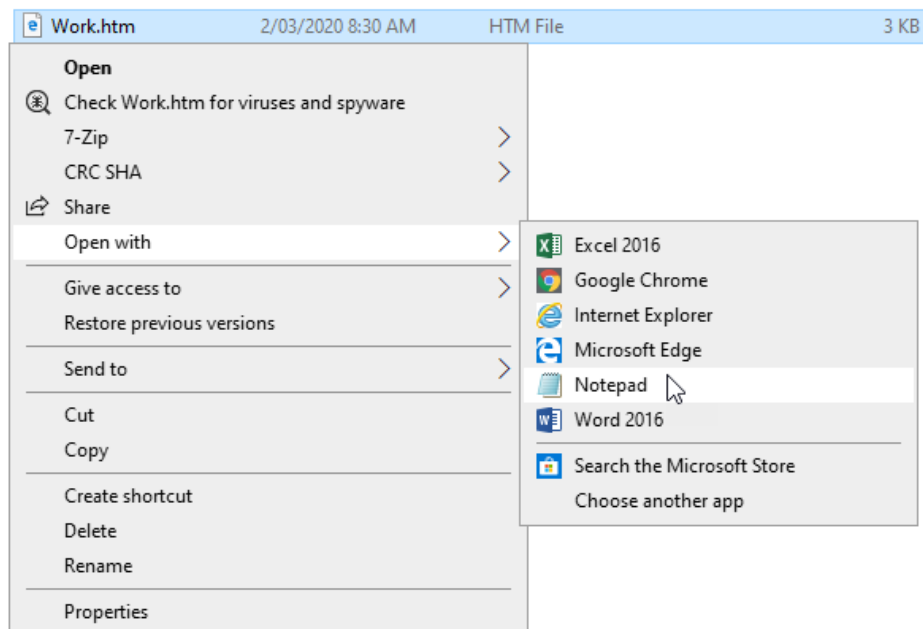 Work.htm 2/03/2020 8:30 AM HTM File 3 KB
Open
Check Work.htm for viruses and spyware
7-Zip
CRC SHA
Share
Open with
Give access to
Restore previous versions
Send to
Cut
Copy
Create shortcut
Delete
Rename
Properties
Excel 2016
Google Chrome
Internet Explorer
Microsoft Edge
Notepad
Word 2016
Search the Microsoft Store
Choose another app